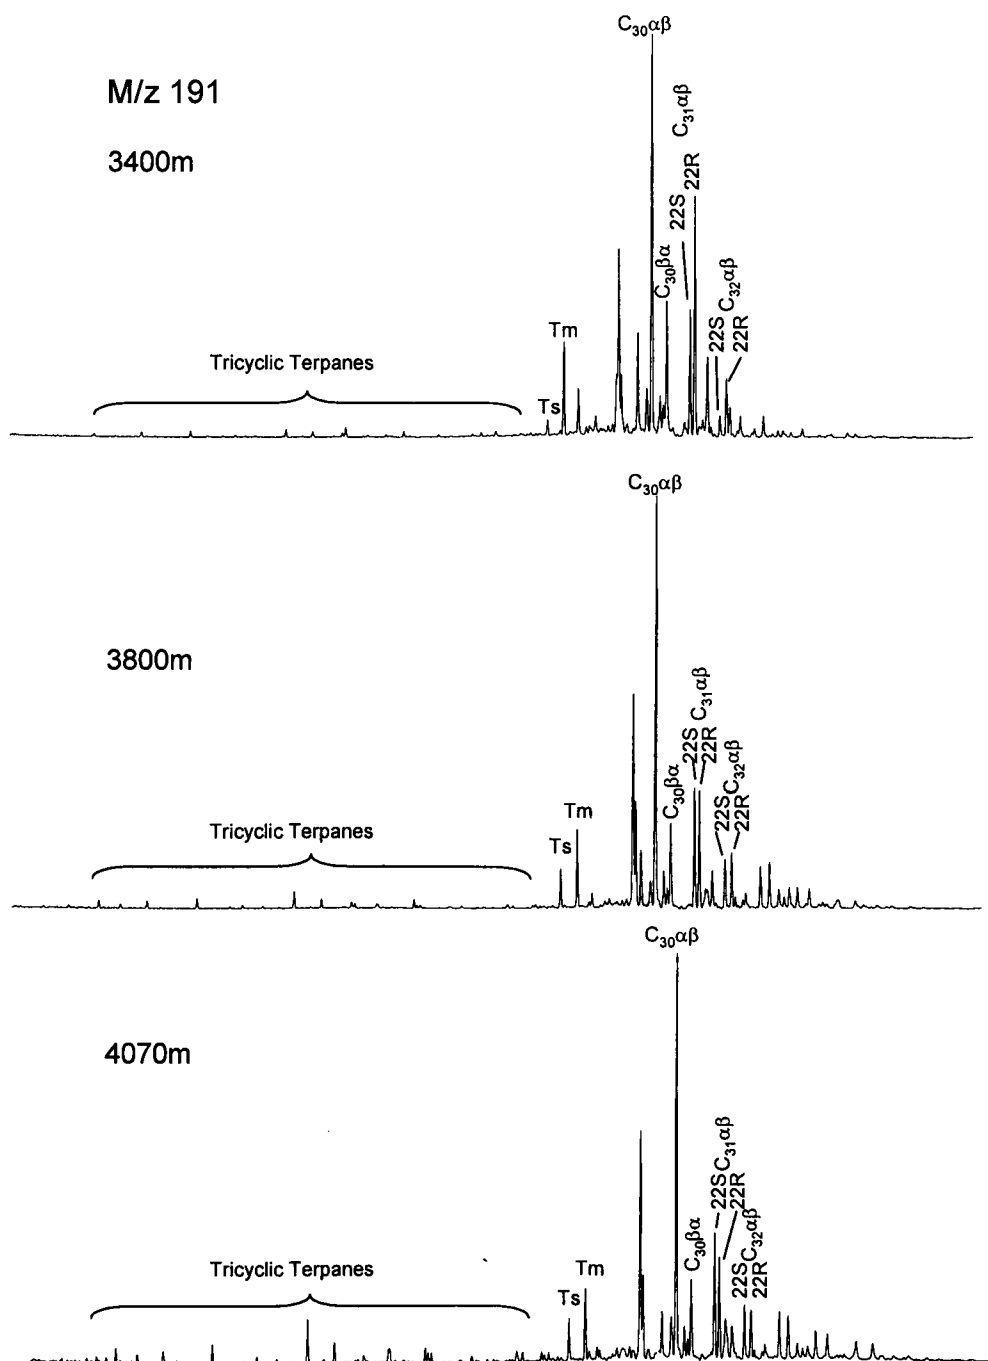 C₃₀αβ
M/z 191
3400m
C₃₁αβ
22S
22R
C₃₀βα
C₃₂αβ
22S
22R
Tm
Tricyclic Terpanes
Ts
C₃₀αβ
3800m
C₃₁αβ
22S
22R
C₃₀βα
C₃₂αβ
22S
22R
Tm
Tricyclic Terpanes
Ts
C₃₀αβ
4070m
C₃₁αβ
22S
22R
C₃₀βα
C₃₂αβ
22S
22R
Tm
Tricyclic Terpanes
Ts